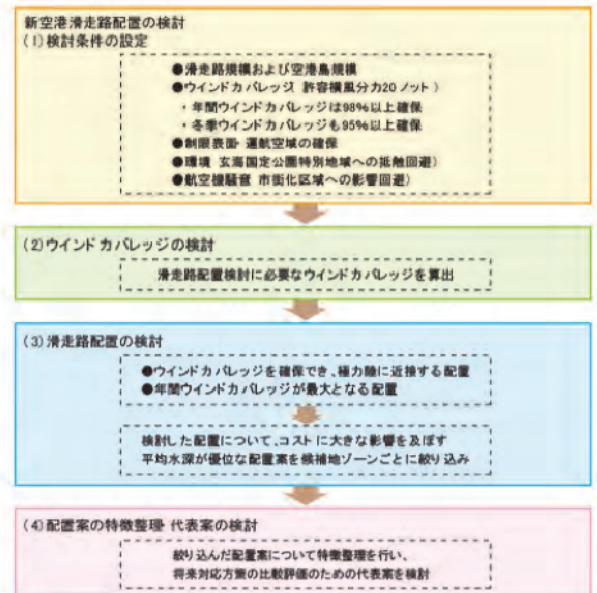 新空港滑走路配置の検討
(1)検討条件の設定
●滑走路規模および空港島規模
●ウインドカバレッジ(許容横風分力20ノット)
・年間ウインドカバレッジは98%以上確保
・冬季ウインドカバレッジも95%以上確保
●制限表面・運航空域の確保
●環境(玄海国定公園特別地域への抵触回避)
●航空機騒音(市街化区域への影響回避)
(2)ウインドカバレッジの検討
滑走路配置検討に必要なウインドカバレッジを算出
(3)滑走路配置の検討
●ウインドカバレッジを確保でき、極力陸に近接する配置
●年間ウインドカバレッジが最大となる配置
検討した配置について、コストに大きな影響を及ぼす
平均水深が優位な配置案を候補地ゾーンごとに絞り込み
(4)配置案の特徴整理・代表案の検討
絞り込んだ配置案について特徴整理を行い、
将来対応方策の比較評価のための代表案を検討